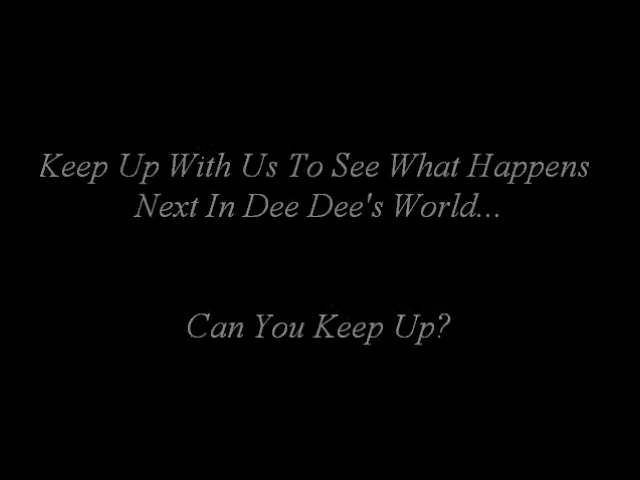 Keep Up With Us To See What Happens
Next In Dee Dee's World...
Can You Keep Up?